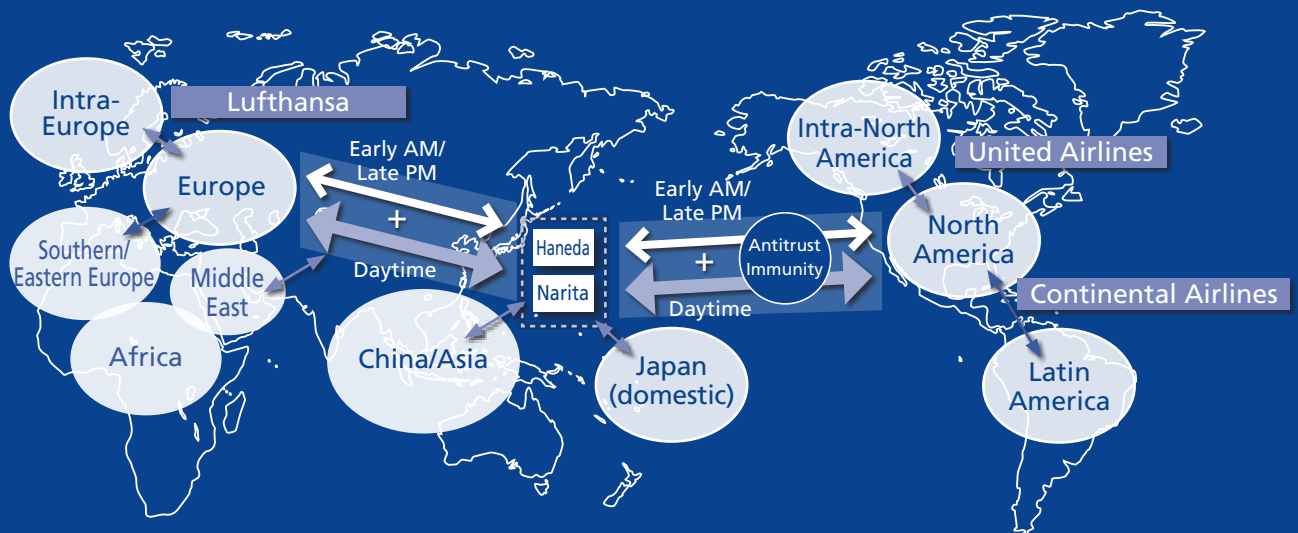 Intra-
Europe
Lufthansa
Europe
Southern/
Eastern Europe
Middle
East
Africa
Early AM/
Late PM
+
Daytime
China/Asia
Haneda
Narita
Japan
(domestic)
Early AM/
Late PM
+
Daytime
Antitrust
Immunity
Intra-North
America
United Airlines
North
America
Continental Airlines
Latin
America